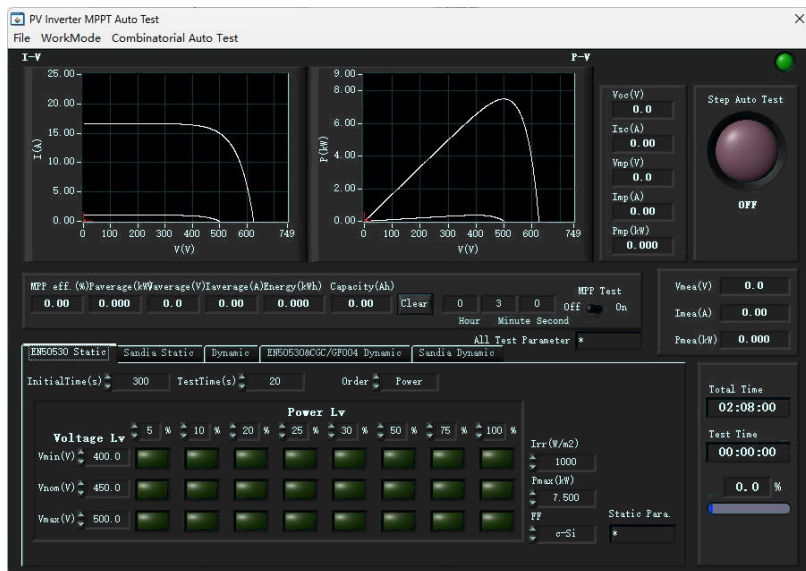 PV Inverter MPPT Auto Test
File WorkMode Combinatorial Auto Test
I-V
P-V
25.00
20.00
15.00
10.00
5.00
0.00
I(A)
0 100 200 300 400 500 600 749
V(V)
9.00
8.00
6.00
4.00
2.00
0.00
P(kW)
0 100 200 300 400 500 600 749
V(V)
Voc(V)
0.0
Isc(A)
0.00
Vmp(V)
0.0
Imp(A)
0.00
Pmp(kW)
0.000
Step Auto Test
OFF
MPP eff.(%) Paverage(kW) Vaverage(V) Iaverage(A) Energy(kWh) Capacity(Ah)
0.00 0.000 0.0 0.00 0.000 0.00 Clear
0 3 0
Hour Minute Second
MPP Test
Off On
All Test Parameter *
Vmea(V) 0.0
Imea(A) 0.00
Pmea(kW) 0.000
EN50530 Static Sandia Static Dynamic EN50530&CGC/GF004 Dynamic Sandia Dynamic
InitialTime(s) 300 TestTime(s) 20 Order Power
Power Lv
Voltage Lv 5 % 10 % 20 % 25 % 30 % 50 % 75 % 100 %
Vmin(V) 400.0
Vnom(V) 450.0
Vmax(V) 500.0
Irr(W/m2)
1000
Pmax(kW)
7.500
FF
c-Si
Static Para.
*
Total Time
02:08:00
Test Time
00:00:00
0.0 %